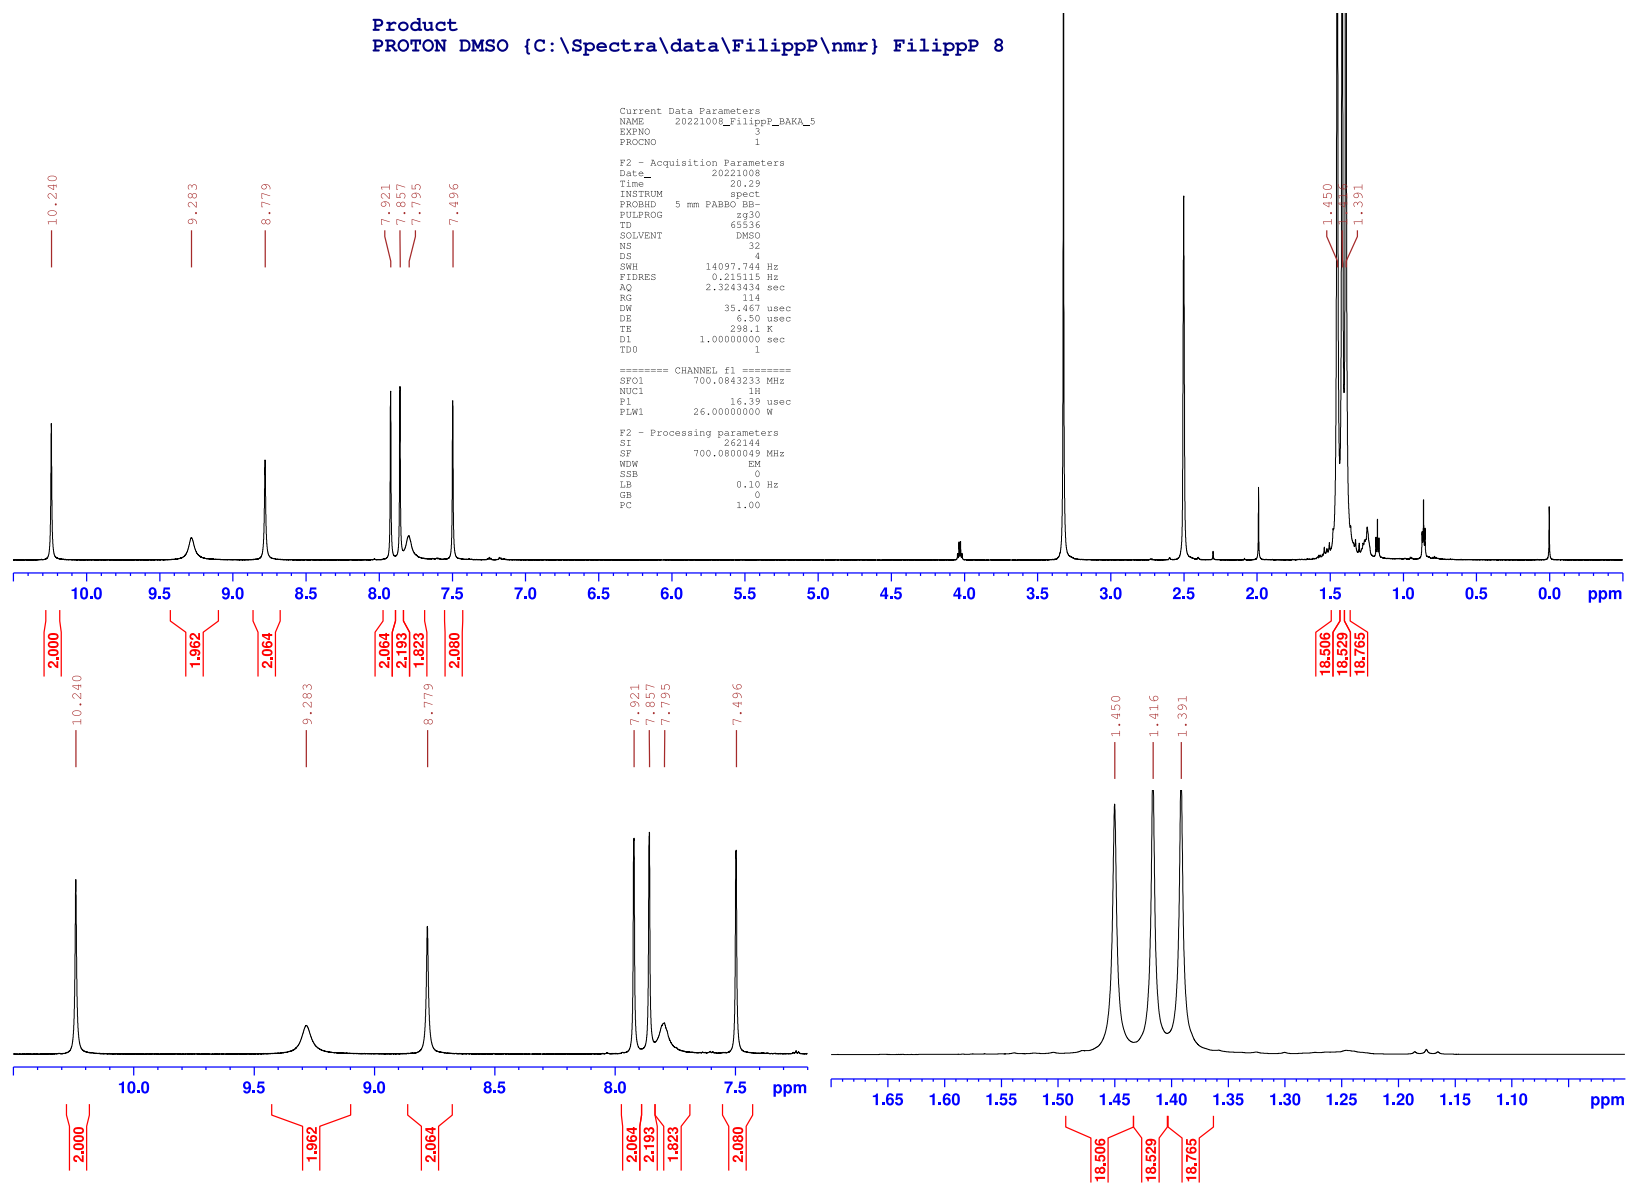 Product
PROTON DMSO {C:\Spectra\data\FilippP\nmr} FilippP 8
Current Data Parameters
NAME 20221008_FilippP_BAKA_5
EXPNO 3
PROCNO 1
F2 - Acquisition Parameters
Date_ 20221008
Time 20.29
INSTRUM spect
PROBHD 5 mm PABBO BB-
PULPROG zg30
TD 65536
SOLVENT DMSO
NS 32
DS 4
SWH 14097.744 Hz
FIDRES 0.215115 Hz
AQ 2.3243434 sec
RG 114
DW 35.467 usec
DE 6.50 usec
TE 298.1 K
D1 1.00000000 sec
TD0 1
======== CHANNEL f1 ========
SFO1 700.0843233 MHz
NUC1 1H
P1 16.39 usec
PLW1 26.00000000 W
F2 - Processing parameters
SI 262144
SF 700.0800049 MHz
WDW EM
SSB 0
LB 0.10 Hz
GB 0
PC 1.00
10.240
9.283
8.779
7.921
7.857
7.795
7.496
1.450
1.391
10.0 9.5 9.0 8.5 8.0 7.5 7.0 6.5 6.0 5.5 5.0 4.5 4.0 3.5 3.0 2.5 2.0 1.5 1.0 0.5 0.0 ppm
2.000
1.962
2.064
2.064
2.193
1.823
2.080
18.506
18.529
18.765
10.240
9.283
8.779
7.921
7.857
7.795
7.496
10.0 9.5 9.0 8.5 8.0 7.5 ppm
2.000
1.962
2.064
2.064
2.193
1.823
2.080
1.450
1.416
1.391
1.65 1.60 1.55 1.50 1.45 1.40 1.35 1.30 1.25 1.20 1.15 1.10 ppm
18.506
18.529
18.765